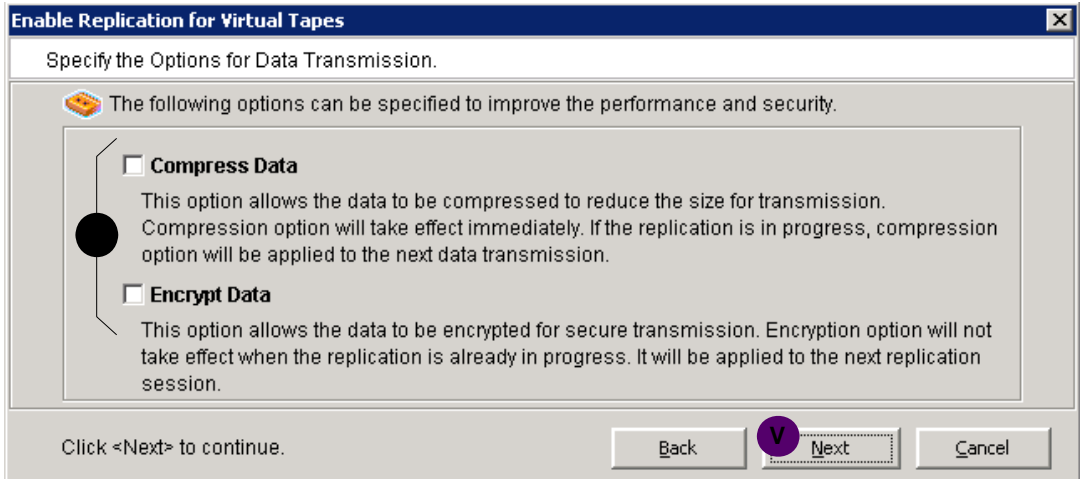 Enable Replication for Virtual Tapes
Specify the Options for Data Transmission.
The following options can be specified to improve the performance and security.
Compress Data
This option allows the data to be compressed to reduce the size for transmission.
Compression option will take effect immediately. If the replication is in progress, compression
option will be applied to the next data transmission.
Encrypt Data
This option allows the data to be encrypted for secure transmission. Encryption option will not
take effect when the replication is already in progress. It will be applied to the next replication
session.
Click <Next> to continue.
Back
V
Next
Cancel